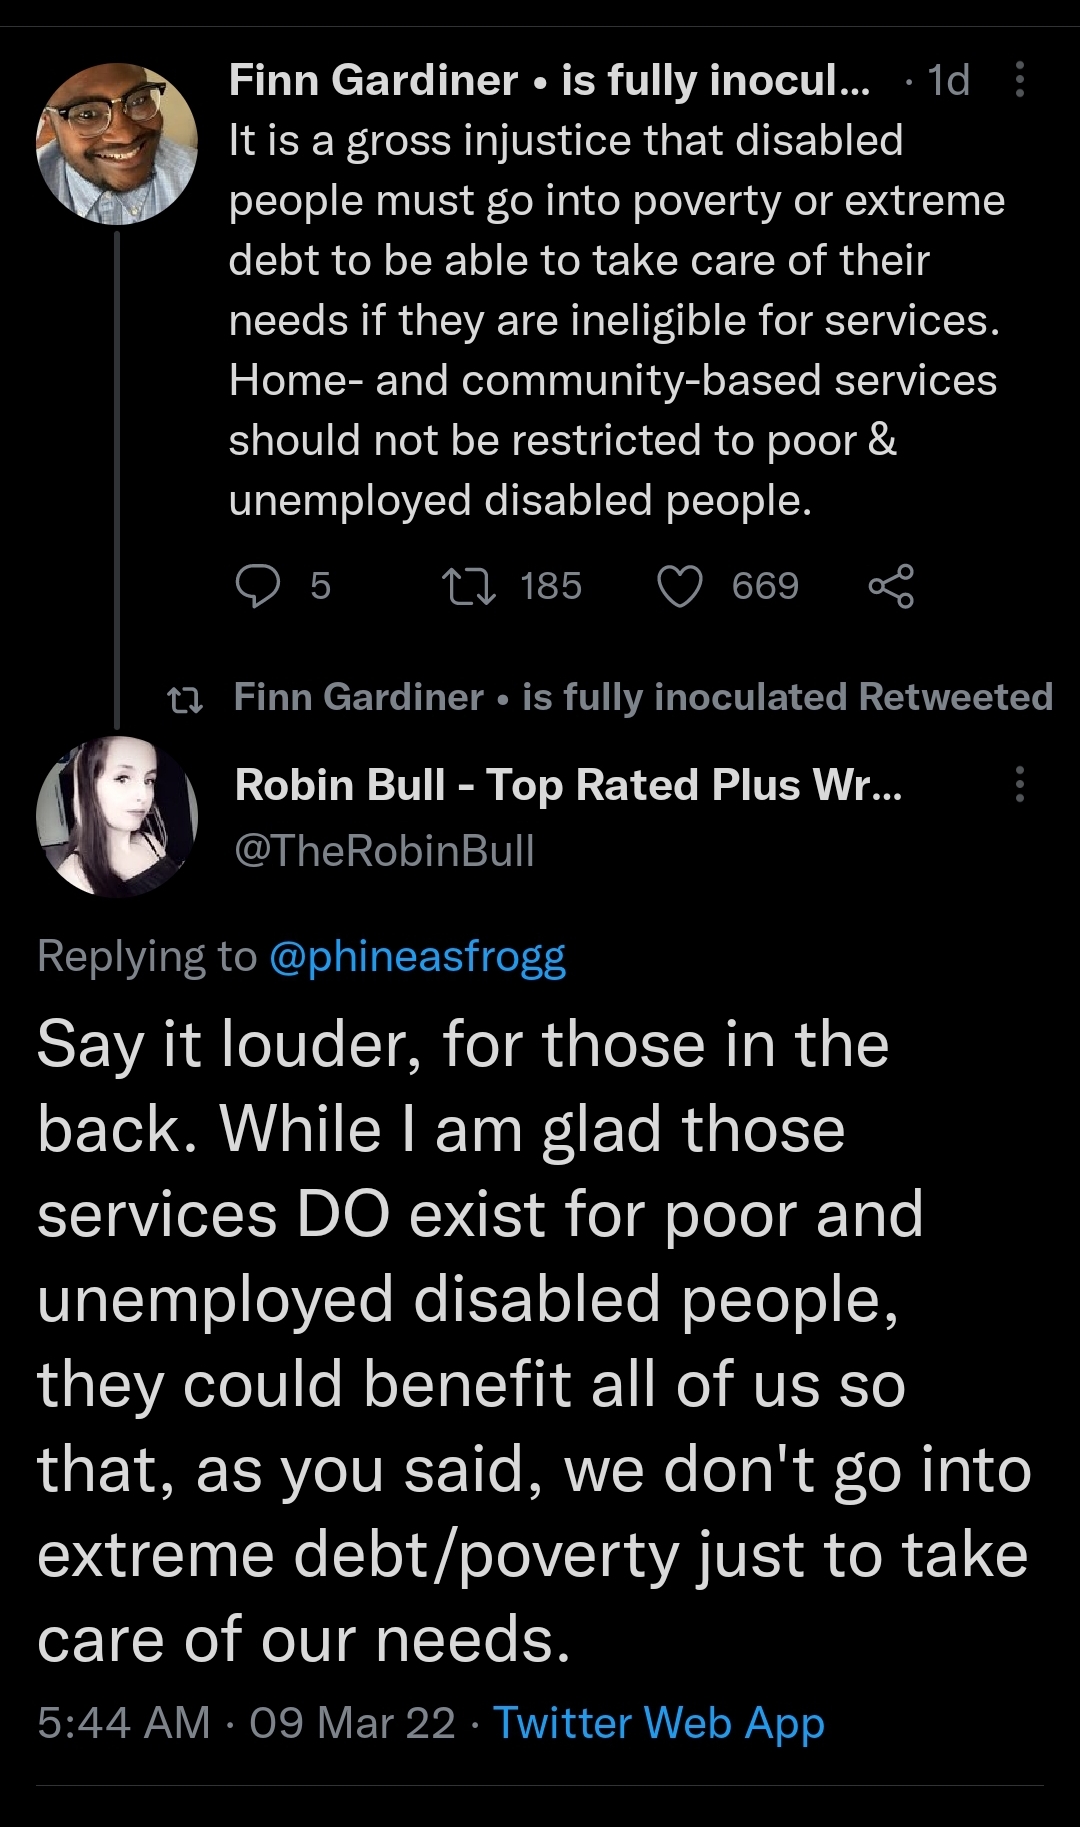 Finn Gardiner • is fully inocul... · 1d
It is a gross injustice that disabled
people must go into poverty or extreme
debt to be able to take care of their
needs if they are ineligible for services.
Home- and community-based services
should not be restricted to poor &
unemployed disabled people.
5 185 669
Finn Gardiner • is fully inoculated Retweeted
Robin Bull - Top Rated Plus Wr...
@TheRobinBull
Replying to @phineasfrogg
Say it louder, for those in the
back. While I am glad those
services DO exist for poor and
unemployed disabled people,
they could benefit all of us so
that, as you said, we don't go into
extreme debt/poverty just to take
care of our needs.
5:44 AM · 09 Mar 22 · Twitter Web App